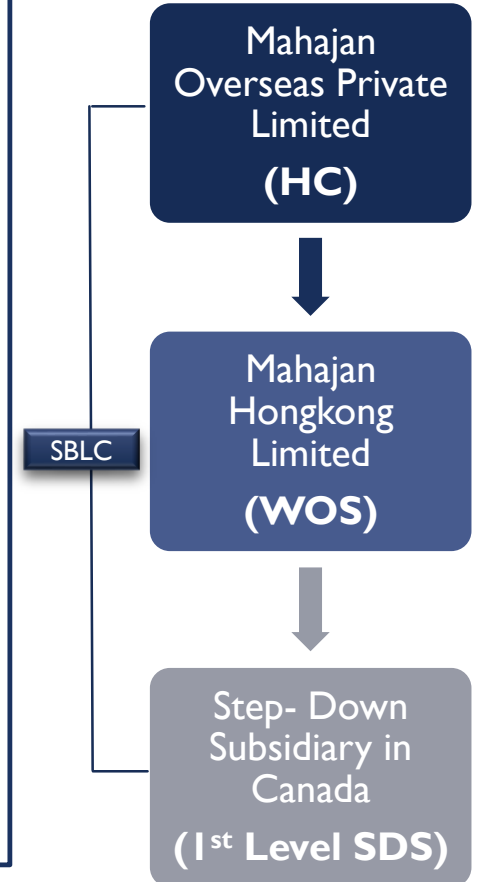 Mahajan
Overseas Private
Limited
(HC)
SBLC
Mahajan
Hongkong
Limited
(WOS)
Step- Down
Subsidiary in
Canada
(1st Level SDS)